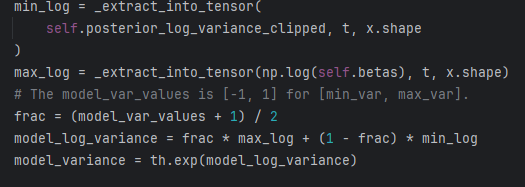 min_log = _extract_into_tensor(
    self.posterior_log_variance_clipped, t, x.shape
)
max_log = _extract_into_tensor(np.log(self.betas), t, x.shape)
# The model_var_values is [-1, 1] for [min_var, max_var].
frac = (model_var_values + 1) / 2
model_log_variance = frac * max_log + (1 - frac) * min_log
model_variance = th.exp(model_log_variance)